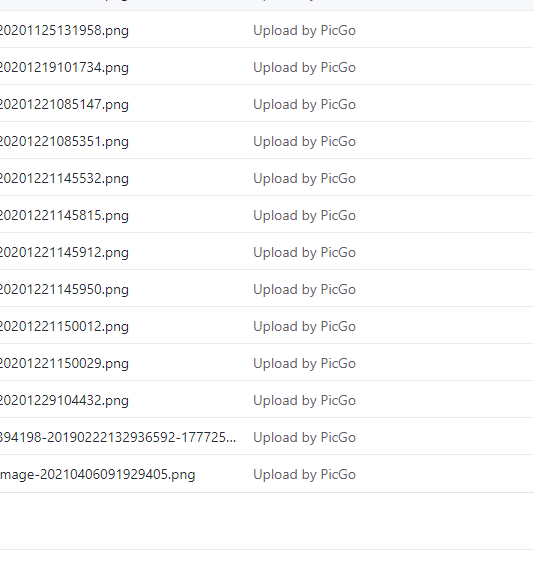 20201125131958.png Upload by PicGo
20201219101734.png Upload by PicGo
20201221085147.png Upload by PicGo
20201221085351.png Upload by PicGo
20201221145532.png Upload by PicGo
20201221145815.png Upload by PicGo
20201221145912.png Upload by PicGo
20201221145950.png Upload by PicGo
20201221150012.png Upload by PicGo
20201221150029.png Upload by PicGo
20201229104432.png Upload by PicGo
394198-20190222132936592-177725... Upload by PicGo
mage-20210406091929405.png Upload by PicGo